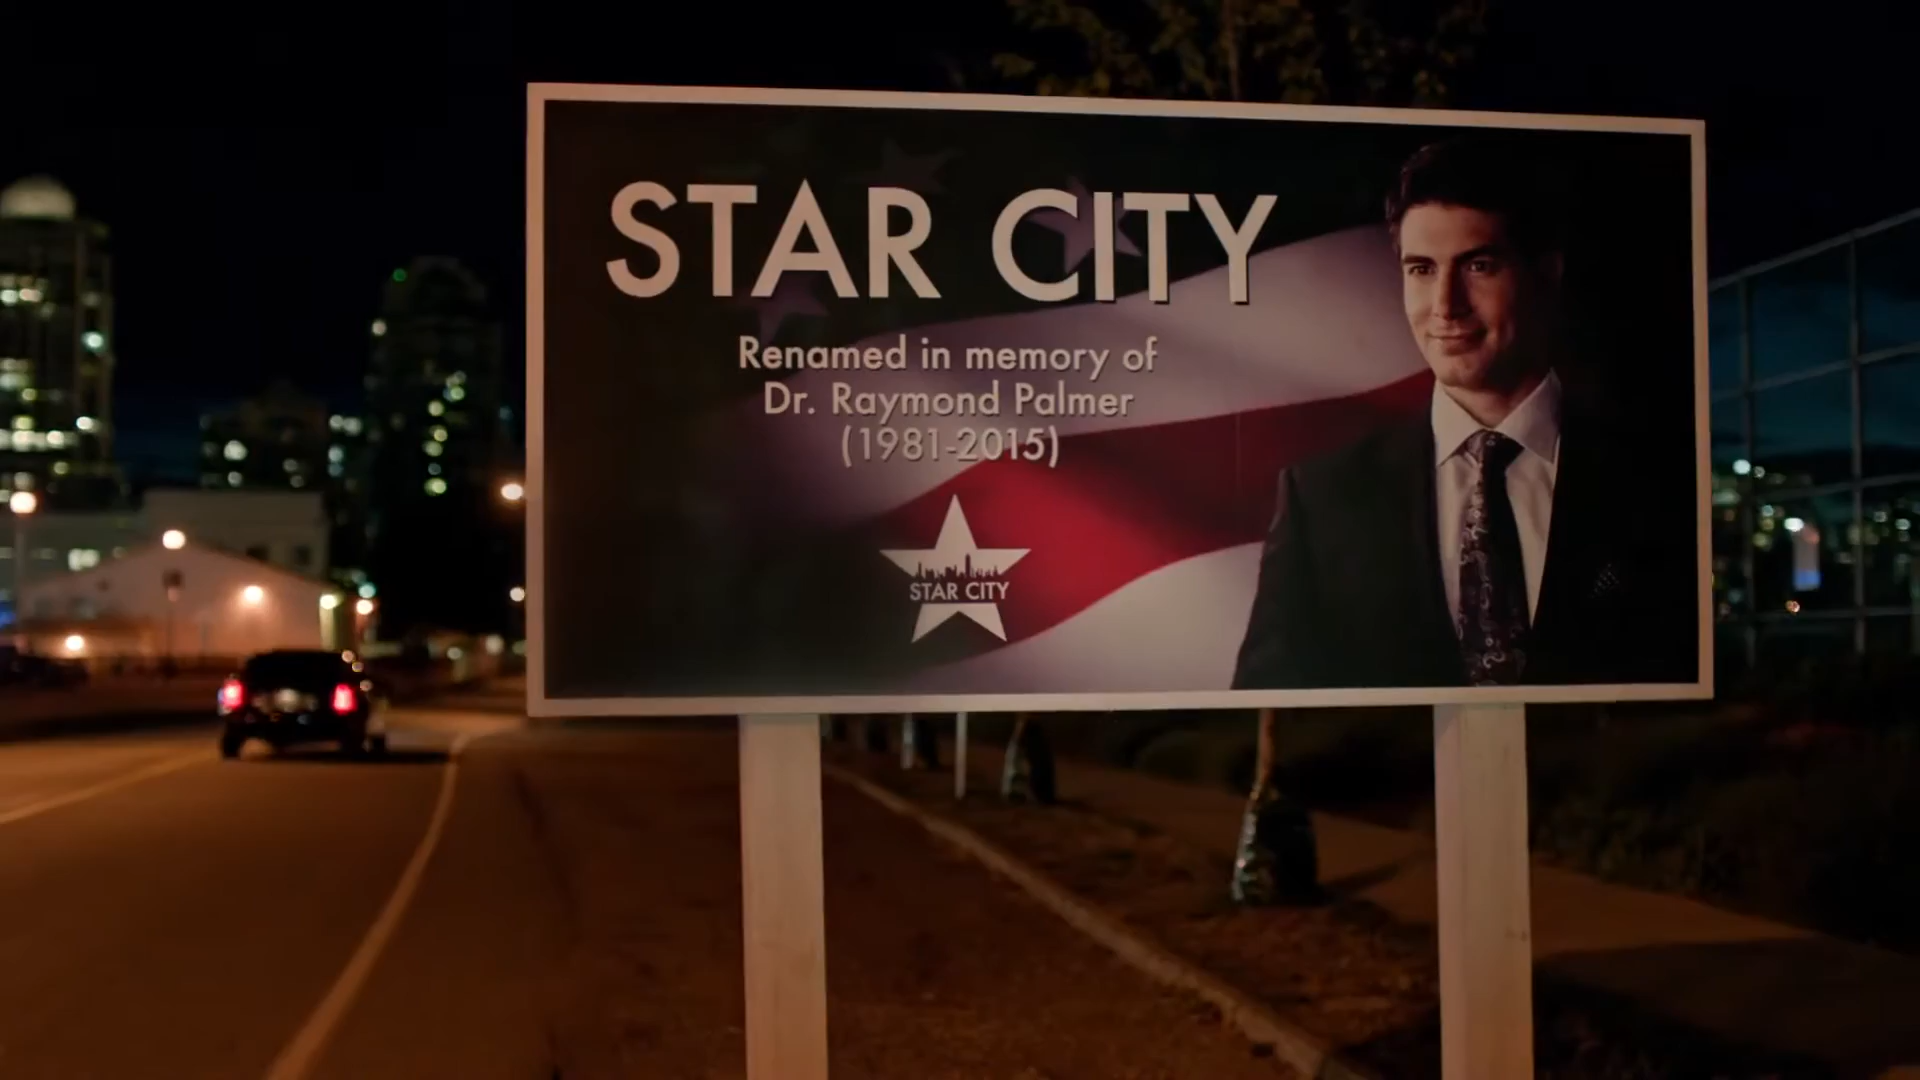 STAR CITY
Renamed in memory of
Dr. Raymond Palmer
(1981-2015)
STAR CITY